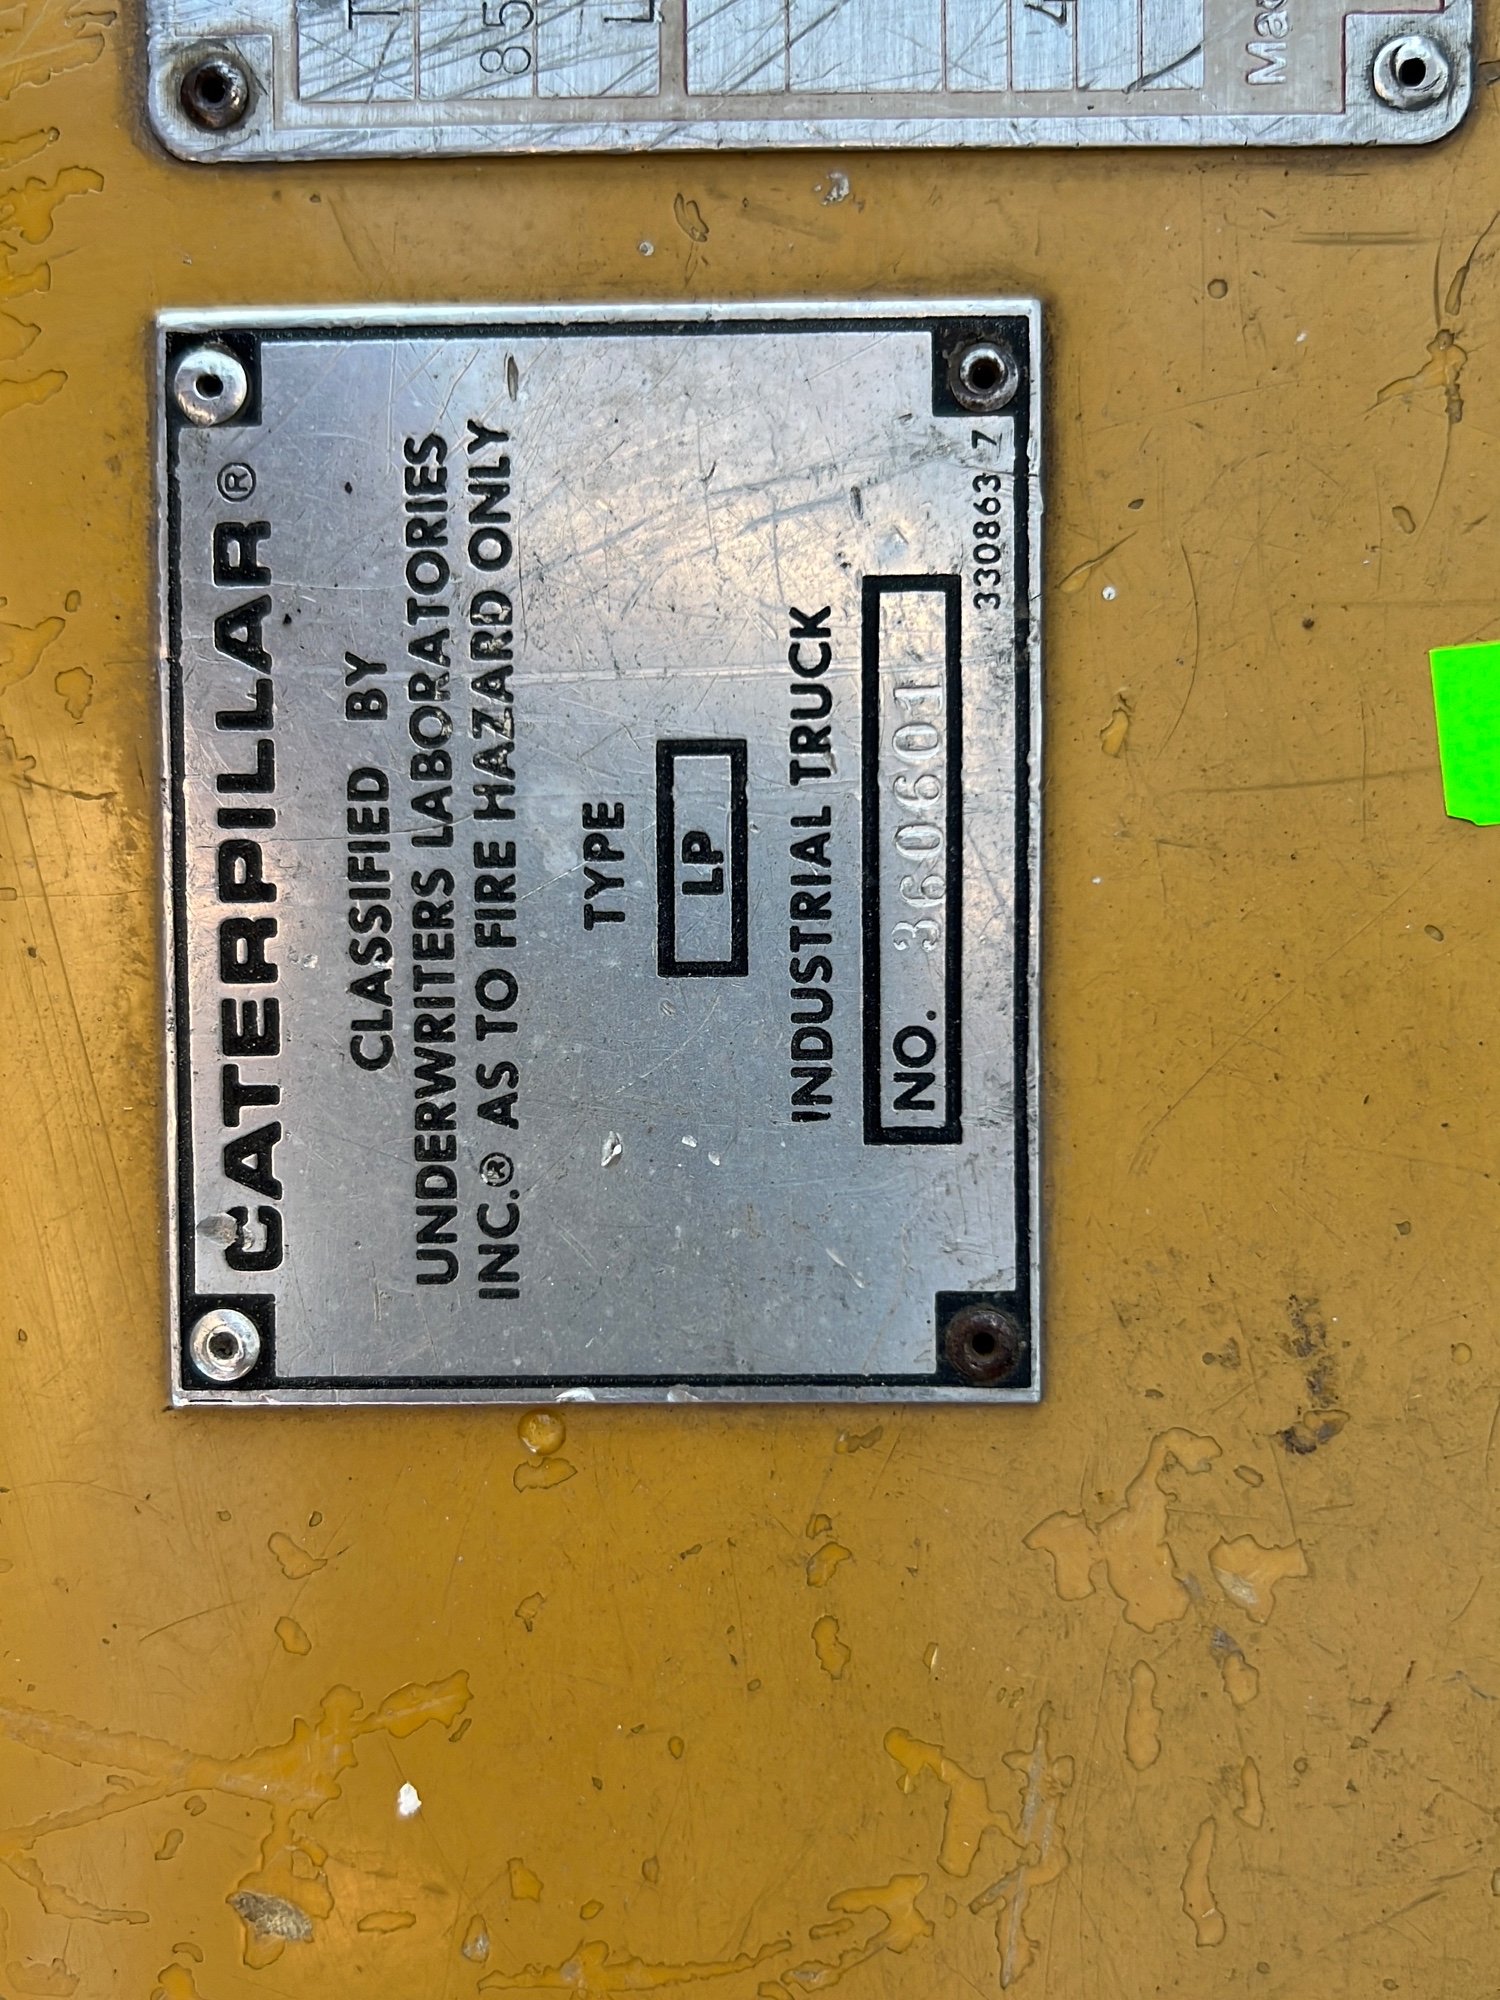 CATERPILLAR®
CLASSIFIED BY
UNDERWRITERS LABORATORIES
INC.® AS TO FIRE HAZARD ONLY
TYPE
LP
INDUSTRIAL TRUCK
NO. 360601
330863 7